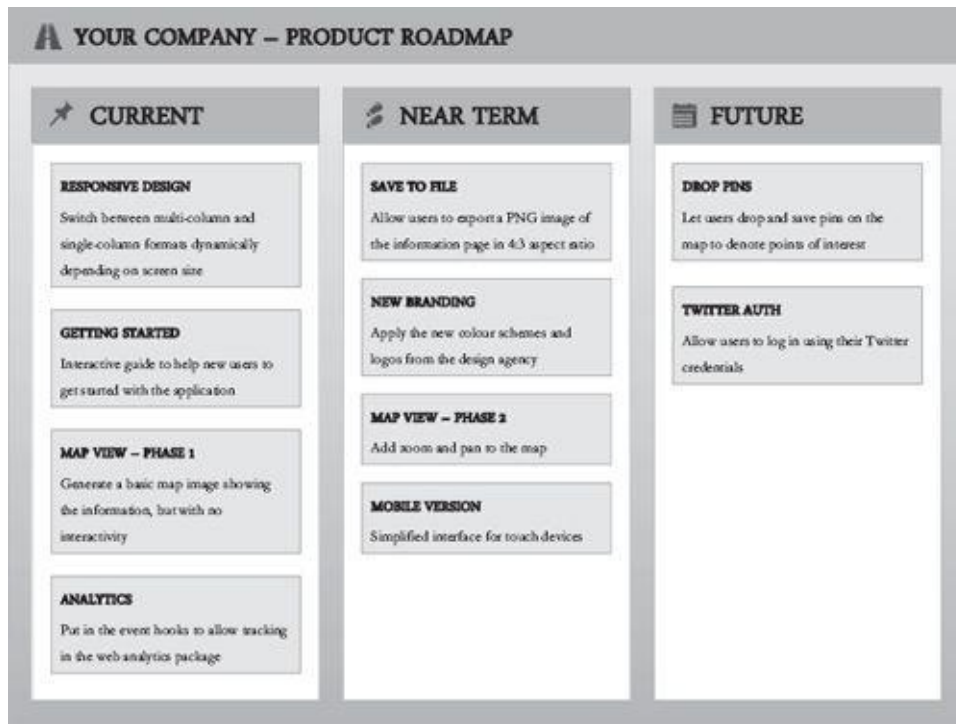 YOUR COMPANY – PRODUCT ROADMAP
CURRENT
RESPONSIVE DESIGN
Switch between multi-column and
single-column formats dynamically
depending on screen size
GETTING STARTED
Interactive guide to help new users to
get started with the application
MAP VIEW – PHASE 1
Generate a basic map image showing
the information, but with no
interactivity
ANALYTICS
Put in the event hooks to allow tracking
in the web analytics package
NEAR TERM
SAVE TO FILE
Allow users to export a PNG image of
the information page in 4:3 aspect ratio
NEW BRANDING
Apply the new colour schemes and
logos from the design agency
MAP VIEW – PHASE 2
Add zoom and pan to the map
MOBILE VERSION
Simplified interface for touch devices
FUTURE
DROP PINS
Let users drop and save pins on the
map to denote points of interest
TWITTER AUTH
Allow users to log in using their Twitter
credentials